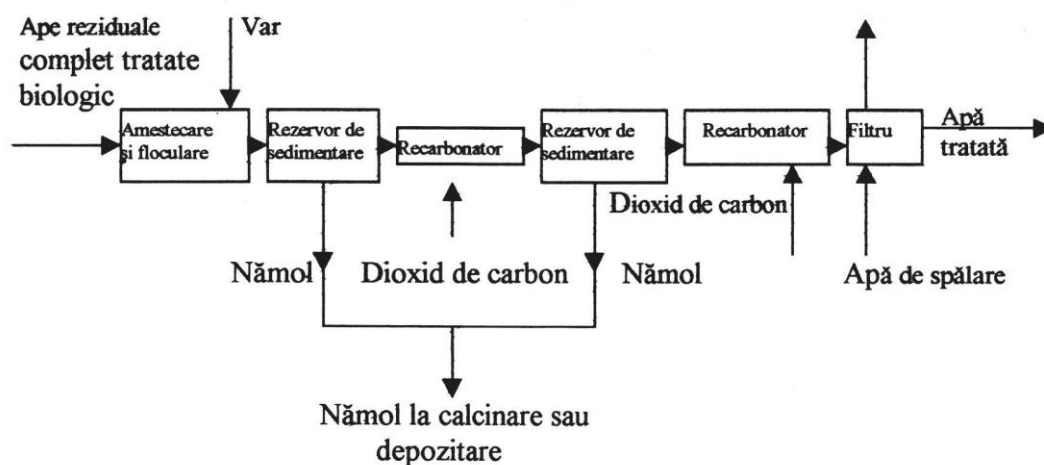 Ape reziduale
complet tratate
biologic
Var
Amestecare
și floculare
Rezervor de
sedimentare
Recarbonator
Rezervor de
sedimentare
Recarbonator
Filtru
Apă
tratată
Dioxid de carbon
Nămol
Dioxid de carbon
Nămol
Apă de spălare
Nămol la calcinare sau
depozitare